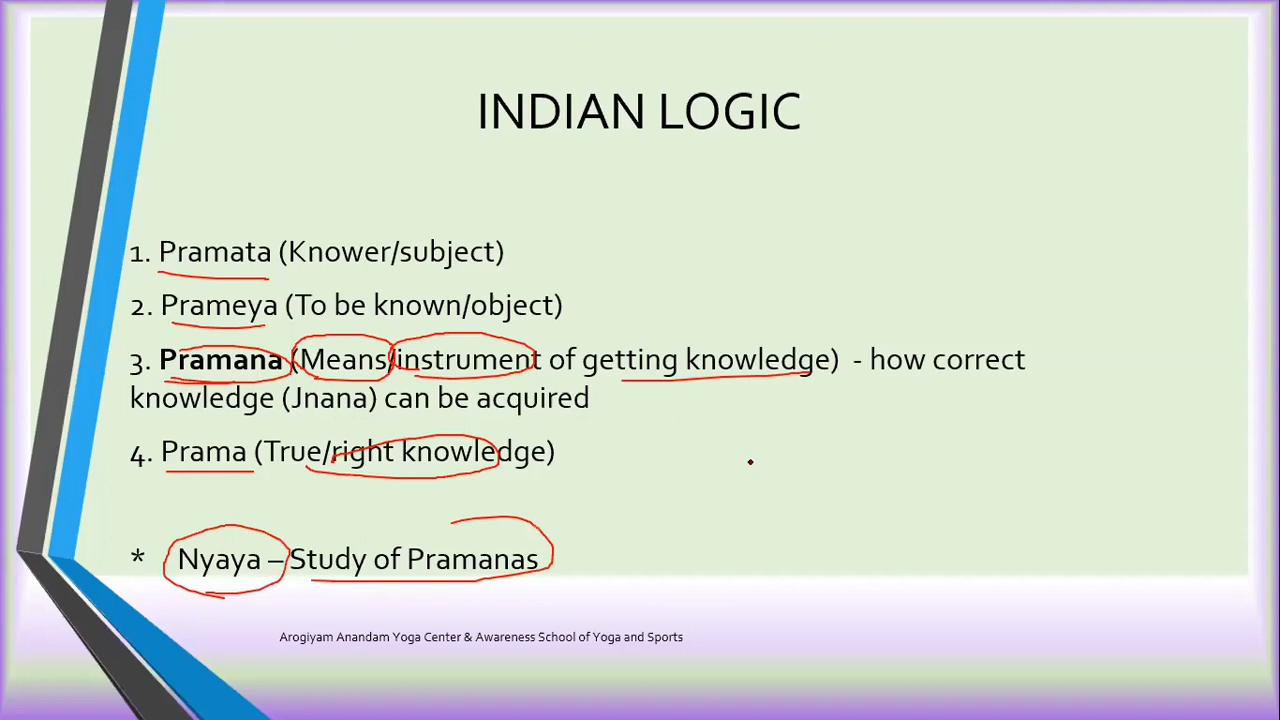 INDIAN LOGIC
1. Pramata (Knower/subject)
2. Prameya (To be known/object)
3. Pramana (Means/instrument of getting knowledge)  - how correct
knowledge (Jnana) can be acquired
4. Prama (True/right knowledge)
* Nyaya – Study of Pramanas
Arogiyam Anandam Yoga Center & Awareness School of Yoga and Sports